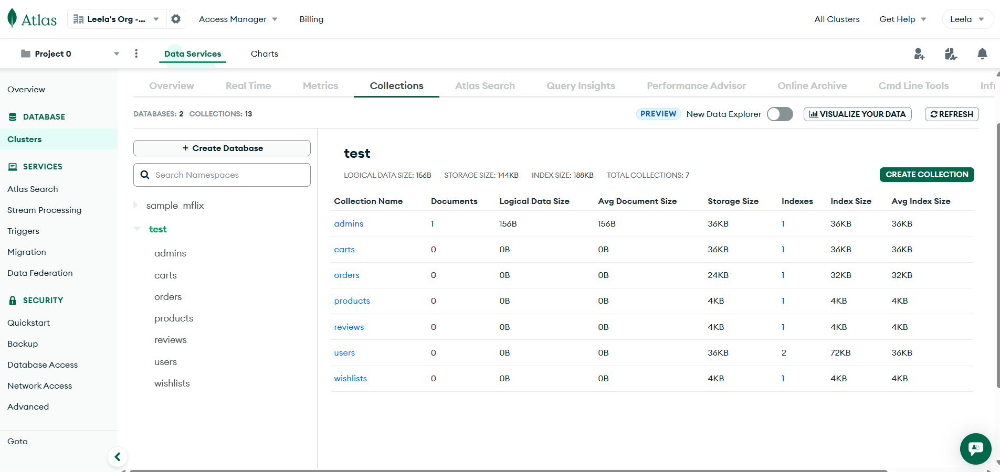 Atlas
Leela's Org -...
Access Manager
Billing
All Clusters
Get Help
Leela
Project 0
Data Services
Charts
Overview
DATABASE
Clusters
SERVICES
Atlas Search
Stream Processing
Triggers
Migration
Data Federation
SECURITY
Quickstart
Backup
Database Access
Network Access
Advanced
Goto
Overview Real Time Metrics Collections Atlas Search Query Insights Performance Advisor Online Archive Cmd Line Tools Inf
DATABASES: 2 COLLECTIONS: 13
PREVIEW New Data Explorer
VISUALIZE YOUR DATA
REFRESH
+ Create Database
Search Namespaces
sample_mflix
test
admins
carts
orders
products
reviews
users
wishlists
test
LOGICAL DATA SIZE: 156B STORAGE SIZE: 144KB INDEX SIZE: 188KB TOTAL COLLECTIONS: 7
CREATE COLLECTION
Collection Name Documents Logical Data Size Avg Document Size Storage Size Indexes Index Size Avg Index Size
admins 1 156B 156B 36KB 1 36KB 36KB
carts 0 0B 0B 36KB 1 36KB 36KB
orders 0 0B 0B 24KB 1 32KB 32KB
products 0 0B 0B 4KB 1 4KB 4KB
reviews 0 0B 0B 4KB 1 4KB 4KB
users 0 0B 0B 36KB 2 72KB 36KB
wishlists 0 0B 0B 4KB 1 4KB 4KB